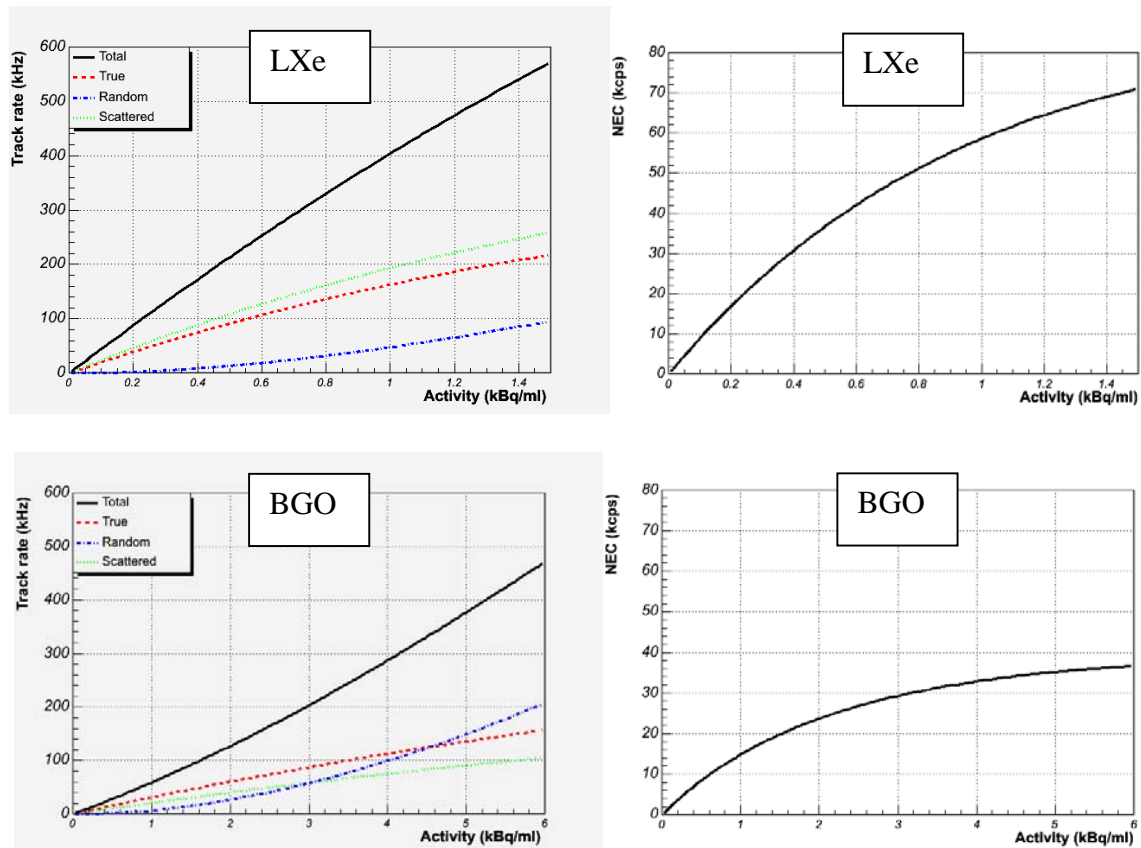 LXe
Track rate (kHz)
600
500
400
300
200
100
0
Total
True
Random
Scattered
0 0.2 0.4 0.6 0.8 1 1.2 1.4
Activity (kBq/ml)
LXe
NEC (kcps)
80
70
60
50
40
30
20
10
0
0 0.2 0.4 0.6 0.8 1 1.2 1.4
Activity (kBq/ml)
BGO
Track rate (kHz)
600
500
400
300
200
100
0
Total
True
Random
Scattered
0 1 2 3 4 5 6
Activity (kBq/ml)
BGO
NEC (kcps)
80
70
60
50
40
30
20
10
0
0 1 2 3 4 5 6
Activity (kBq/ml)